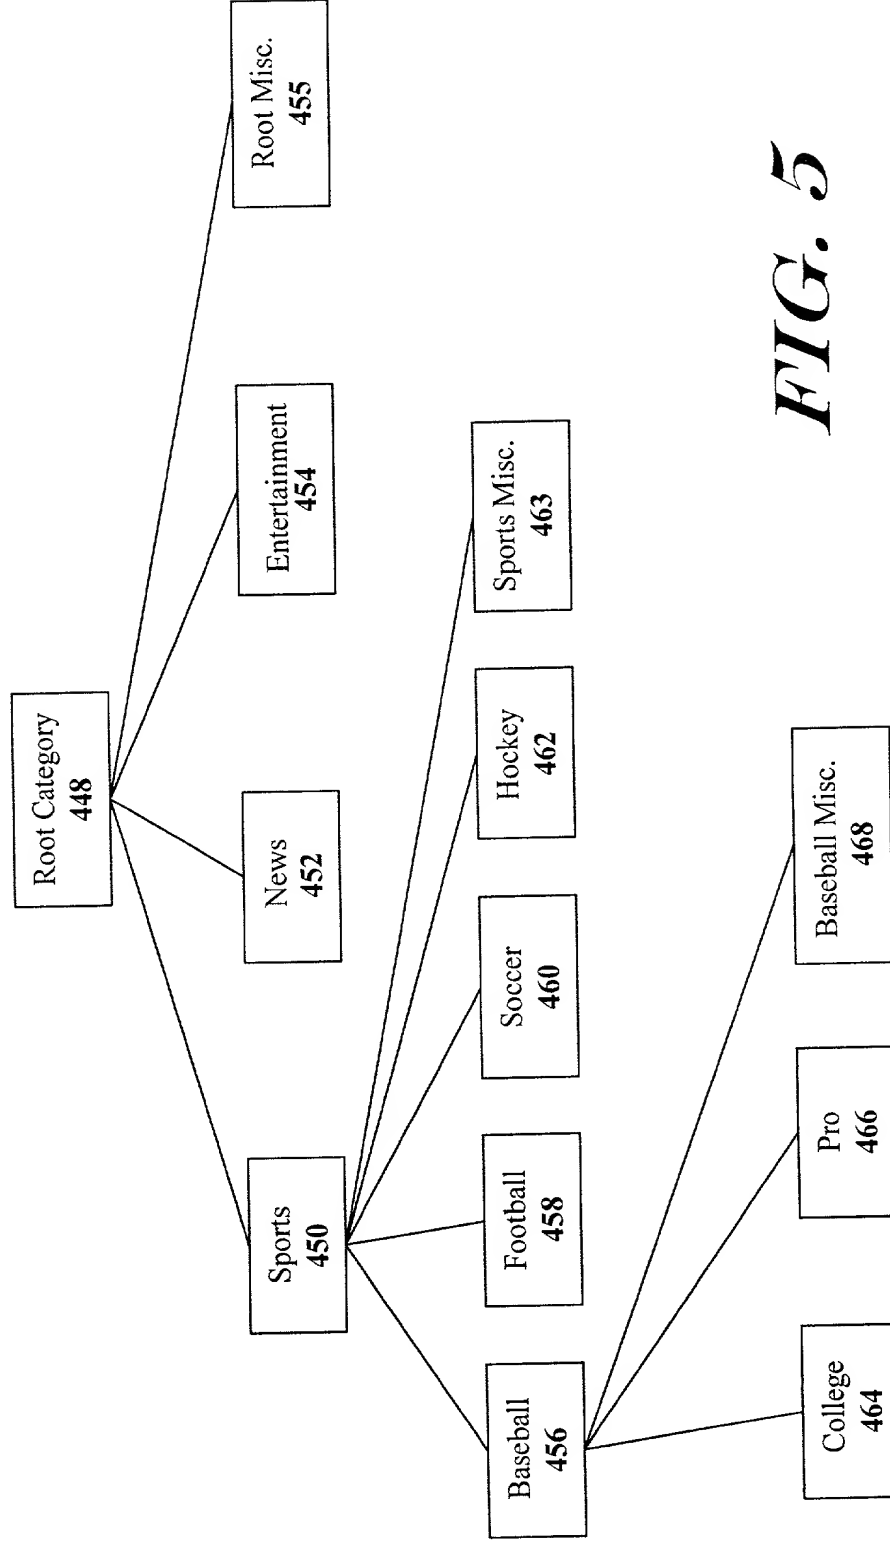 Root Category
448
Sports
450
News
452
Entertainment
454
Root Misc.
455
Baseball
456
Football
458
Soccer
460
Hockey
462
Sports Misc.
463
College
464
Pro
466
Baseball Misc.
468
FIG. 5